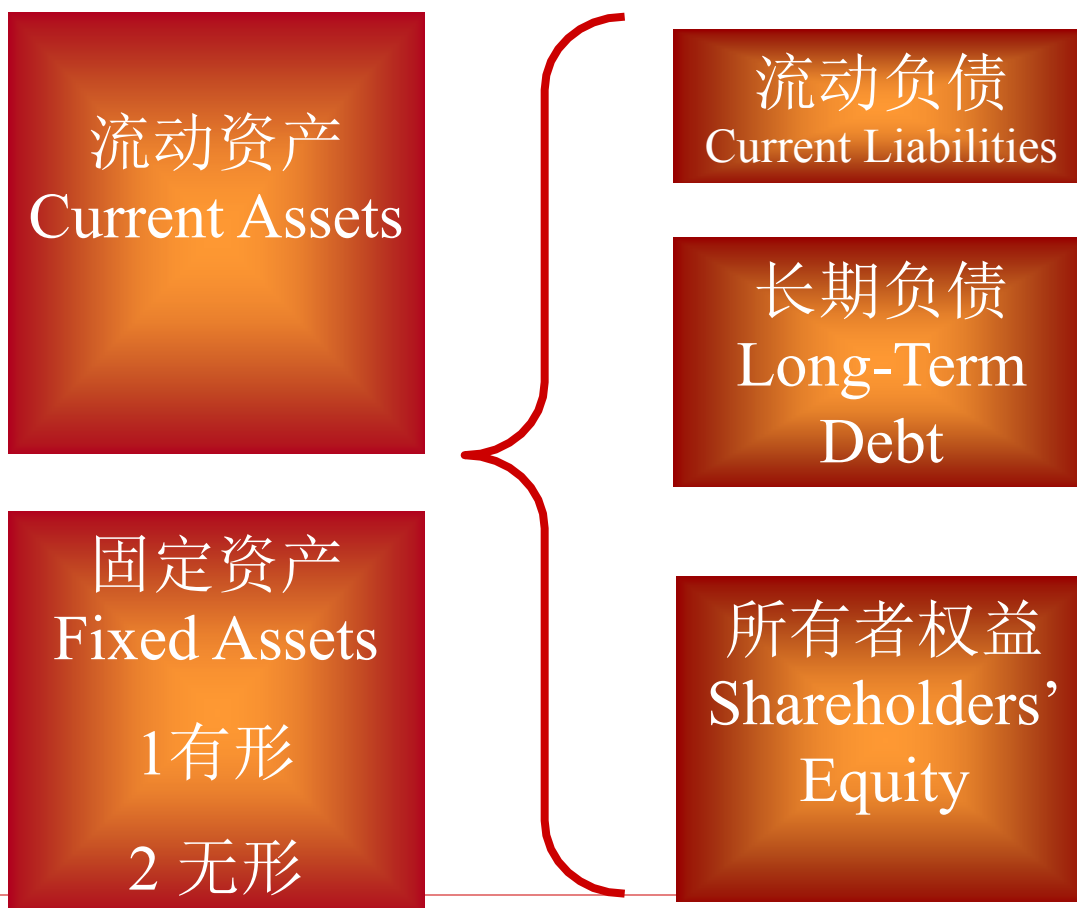 流动资产
Current Assets
固定资产
Fixed Assets
1有形
2 无形
流动负债
Current Liabilities
长期负债
Long-Term
Debt
所有者权益
Shareholders’
Equity